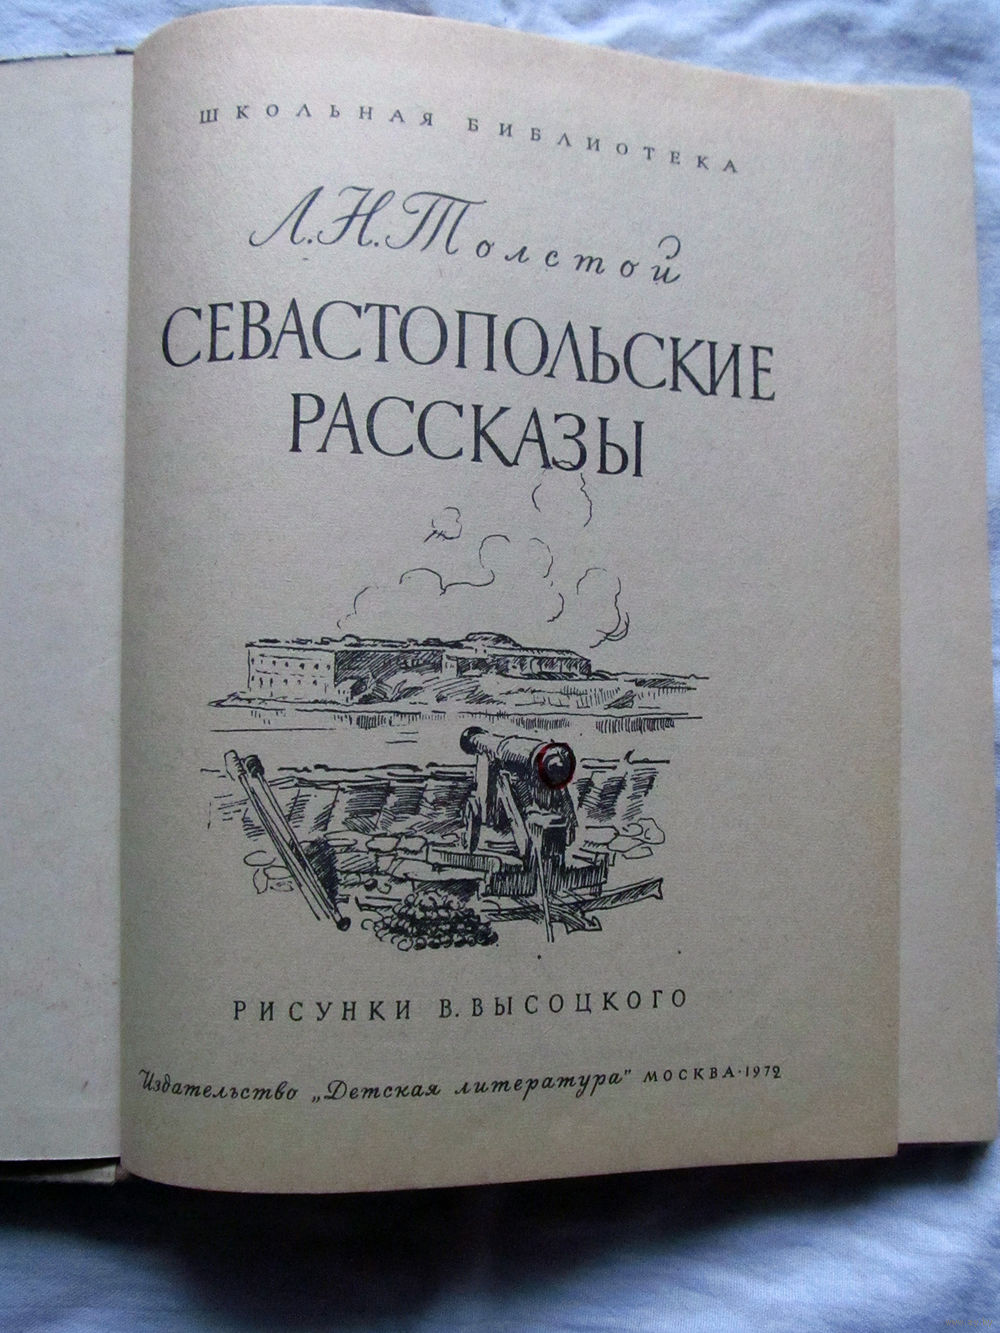 ШКОЛЬНАЯ БИБЛИОТЕКА
Л.Н.Толстой
СЕВАСТОПОЛЬСКИЕ
РАССКАЗЫ
РИСУНКИ В. ВЫСОЦКОГО
Издательство „Детская литература" МОСКВА·1972